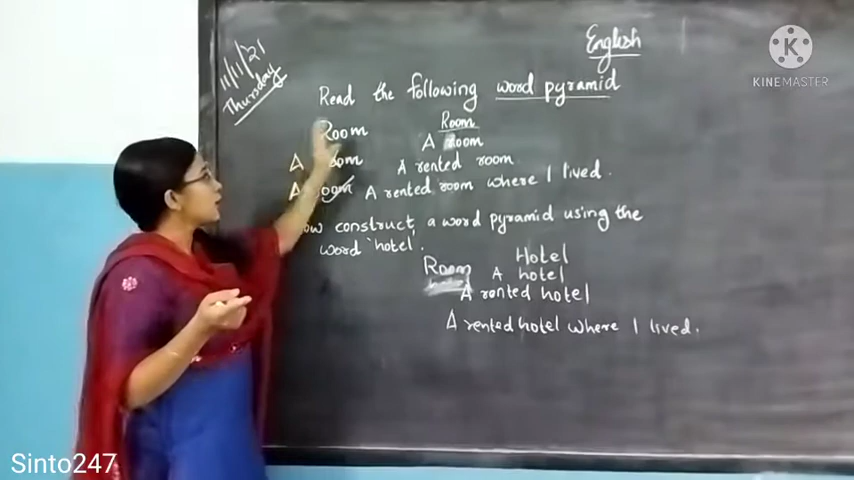 English
11/11/21
Thursday
Read the following word pyramid
Room
Room
A room
A room
A rented room
A room
A rented room where I lived.
Now construct a word pyramid using the
word 'hotel'.
Room
Hotel
A hotel
A rented hotel
A rented hotel where I lived.
KINEMASTER
Sinto247